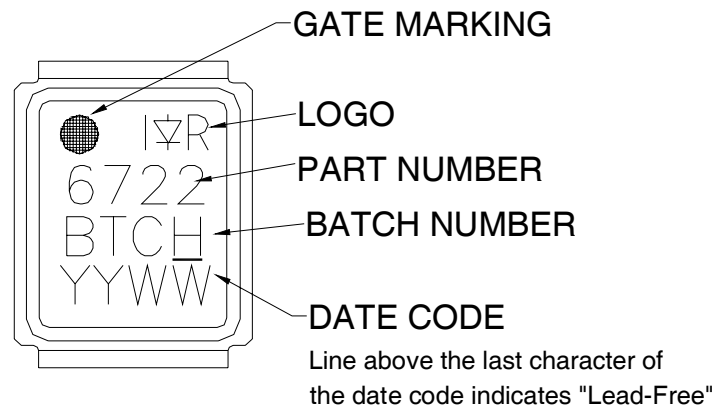 GATE MARKING
I R
LOGO
6722
PART NUMBER
BTCH
BATCH NUMBER
YYWW
DATE CODE
Line above the last character of
the date code indicates "Lead-Free"